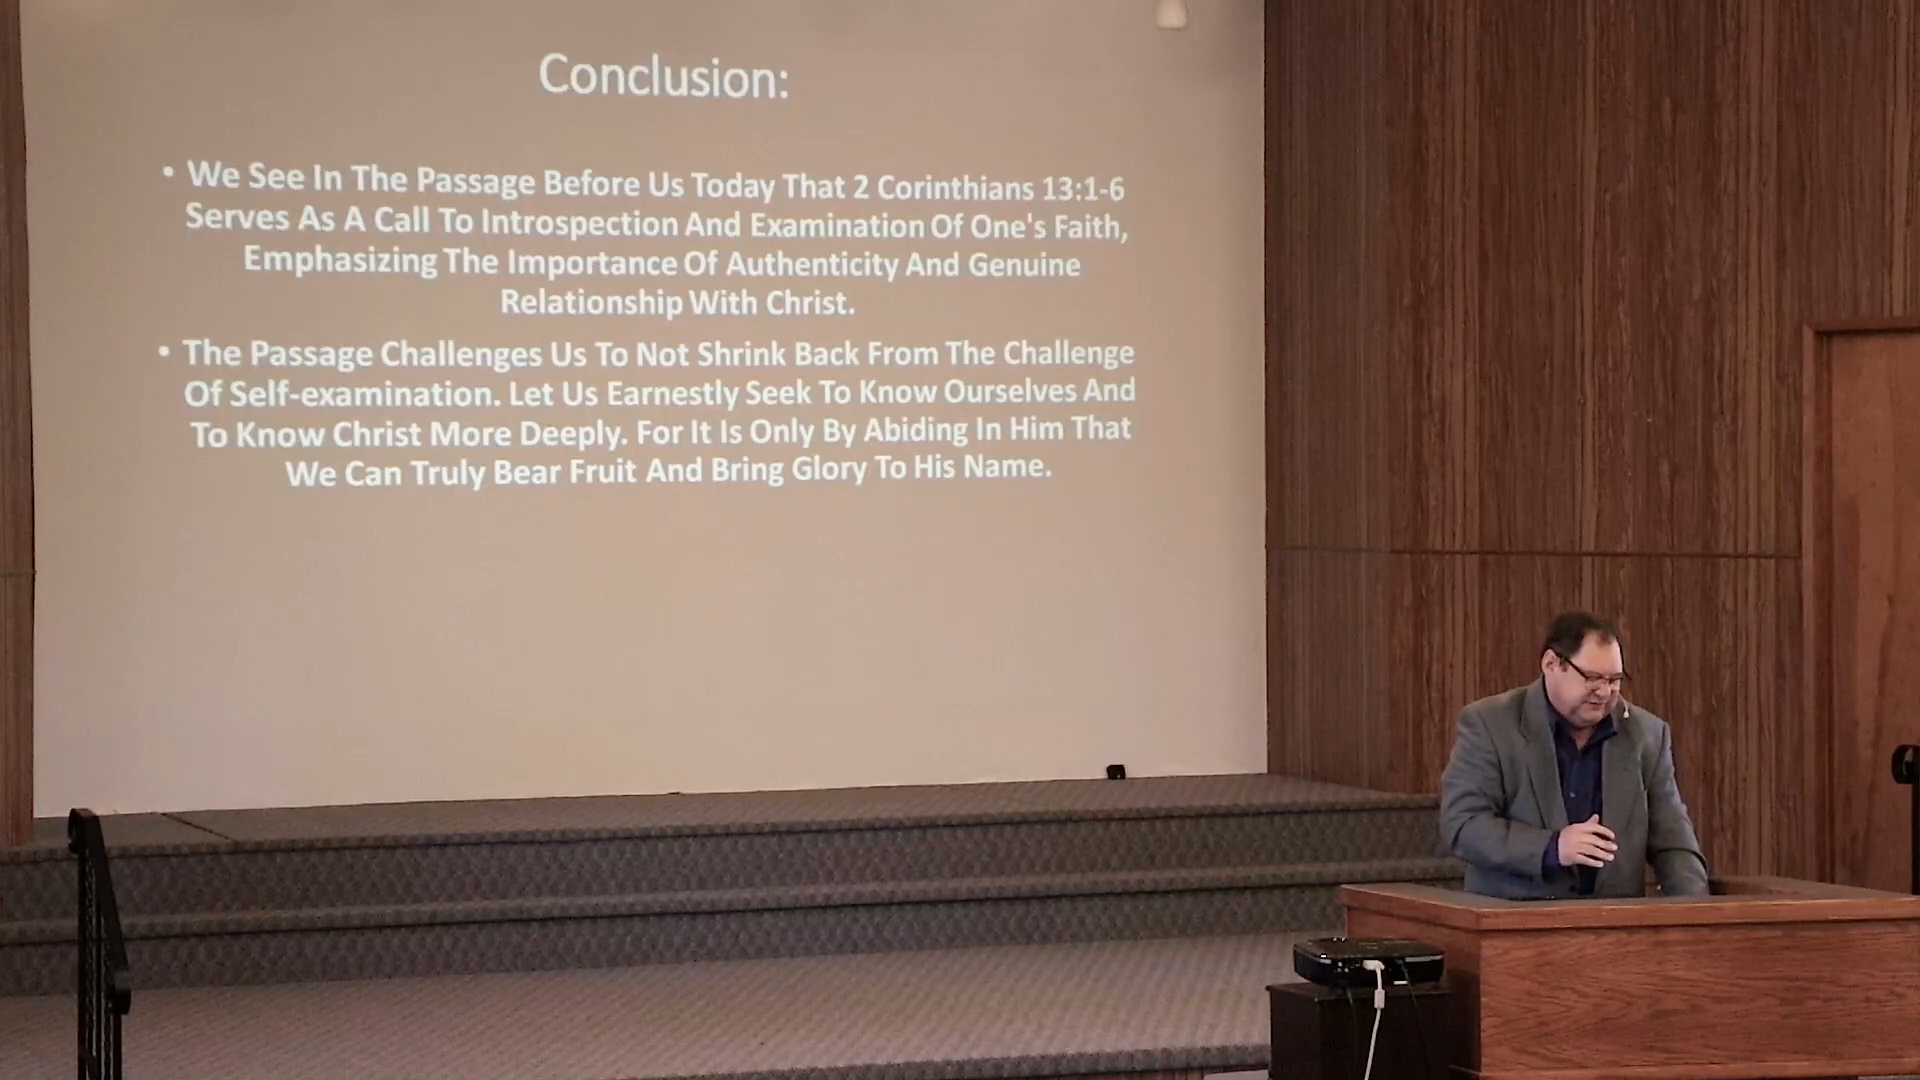 Conclusion:
• We See In The Passage Before Us Today That 2 Corinthians 13:1-6
Serves As A Call To Introspection And Examination Of One's Faith,
Emphasizing The Importance Of Authenticity And Genuine
Relationship With Christ.
• The Passage Challenges Us To Not Shrink Back From The Challenge
Of Self-examination. Let Us Earnestly Seek To Know Ourselves And
To Know Christ More Deeply. For It Is Only By Abiding In Him That
We Can Truly Bear Fruit And Bring Glory To His Name.